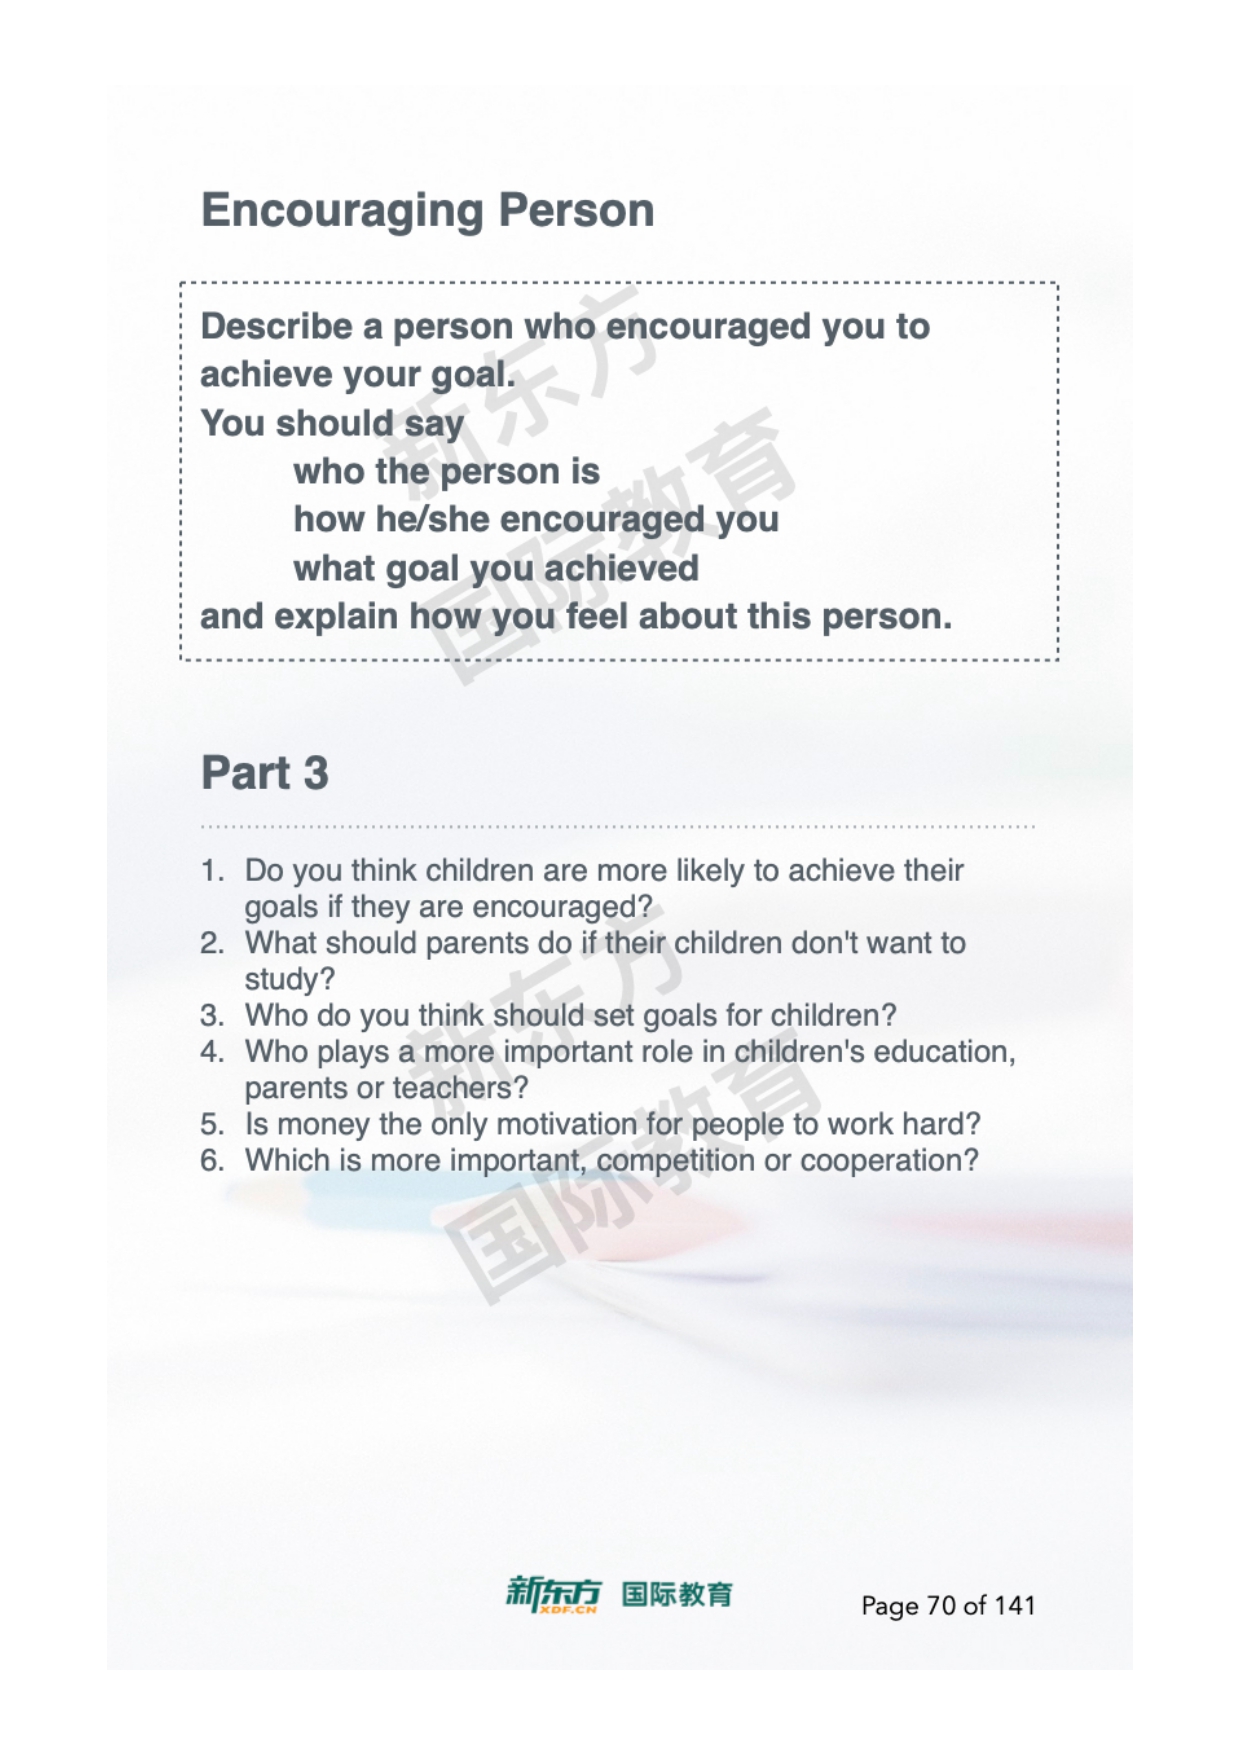 Encouraging Person
Describe a person who encouraged you to
achieve your goal.
You should say
who the person is
how he/she encouraged you
what goal you achieved
and explain how you feel about this person.
新东方
国际教育
Part 3
1. Do you think children are more likely to achieve their
goals if they are encouraged?
2. What should parents do if their children don't want to
study?
3. Who do you think should set goals for children?
4. Who plays a more important role in children's education,
parents or teachers?
5. Is money the only motivation for people to work hard?
6. Which is more important, competition or cooperation?
新东方
国际教育
新东方 国际教育
XDF.CN
Page 70 of 141